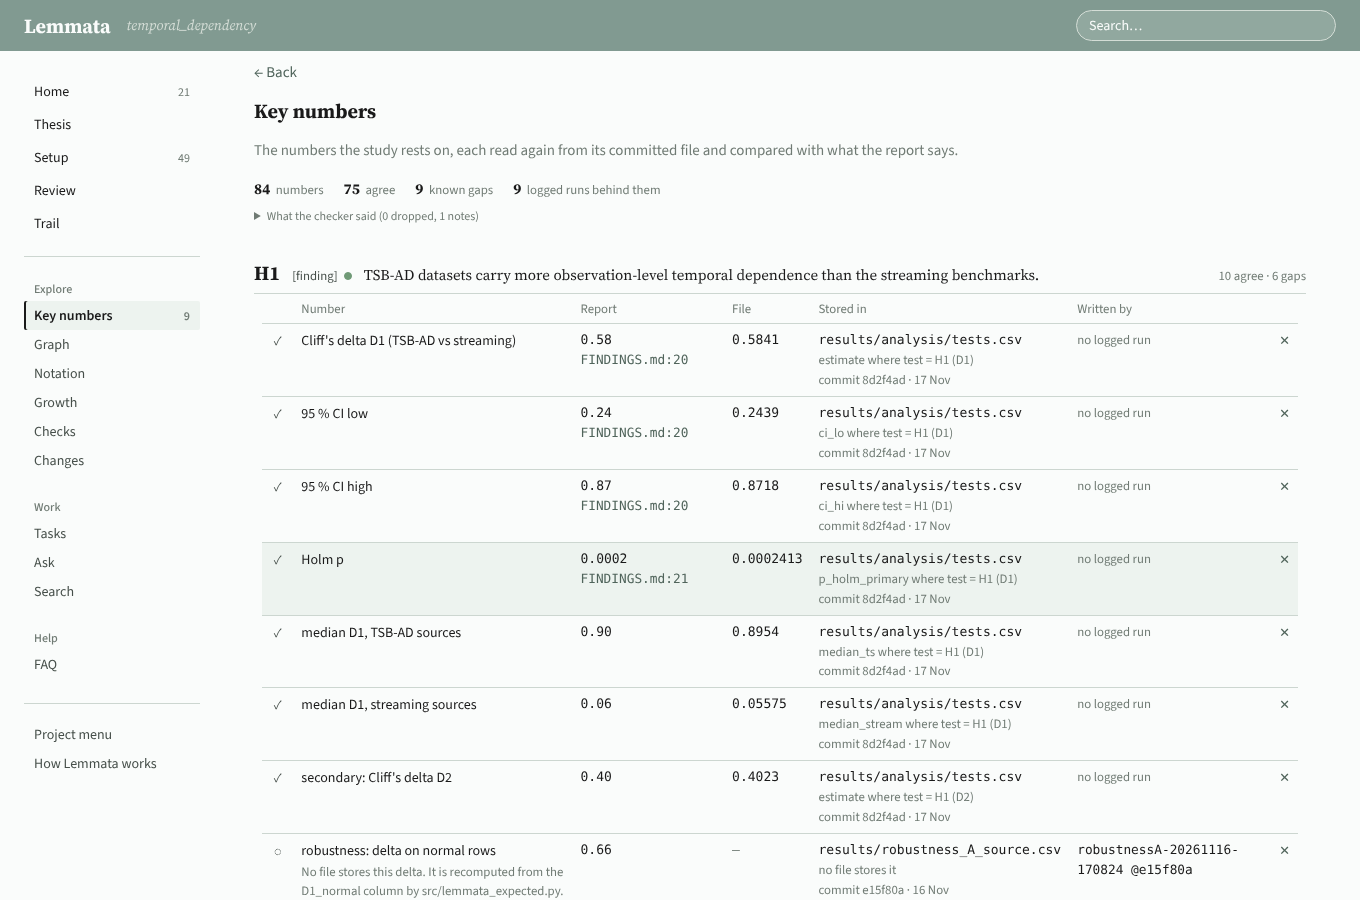 Lemmata temporal_dependency Search…
← Back
Home 21
Key numbers
Thesis
The numbers the study rests on, each read again from its committed file and compared with what the report says.
Setup 49
Review
84 numbers 75 agree 9 known gaps 9 logged runs behind them
Trail
▶ What the checker said (0 dropped, 1 notes)
Explore
Key numbers 9
Graph
Notation
Growth
Checks
Changes
Work
Tasks
Ask
Search
Help
FAQ
Project menu
How Lemmata works
H1 [finding] ● TSB-AD datasets carry more observation-level temporal dependence than the streaming benchmarks. 10 agree · 6 gaps
Number Report File Stored in Written by
✓ Cliff's delta D1 (TSB-AD vs streaming) 0.58 0.5841 results/analysis/tests.csv no logged run ✕
FINDINGS.md:20 estimate where test = H1 (D1)
commit 8d2f4ad · 17 Nov
✓ 95 % CI low 0.24 0.2439 results/analysis/tests.csv no logged run ✕
FINDINGS.md:20 ci_lo where test = H1 (D1)
commit 8d2f4ad · 17 Nov
✓ 95 % CI high 0.87 0.8718 results/analysis/tests.csv no logged run ✕
FINDINGS.md:20 ci_hi where test = H1 (D1)
commit 8d2f4ad · 17 Nov
✓ Holm p 0.0002 0.0002413 results/analysis/tests.csv no logged run ✕
FINDINGS.md:21 p_holm_primary where test = H1 (D1)
commit 8d2f4ad · 17 Nov
✓ median D1, TSB-AD sources 0.90 0.8954 results/analysis/tests.csv no logged run ✕
median_ts where test = H1 (D1)
commit 8d2f4ad · 17 Nov
✓ median D1, streaming sources 0.06 0.05575 results/analysis/tests.csv no logged run ✕
median_stream where test = H1 (D1)
commit 8d2f4ad · 17 Nov
✓ secondary: Cliff's delta D2 0.40 0.4023 results/analysis/tests.csv no logged run ✕
estimate where test = H1 (D2)
commit 8d2f4ad · 17 Nov
○ robustness: delta on normal rows 0.66 — results/robustness_A_source.csv robustnessA-20261116- ✕
No file stores this delta. It is recomputed from the no file stores it 170824 @e15f80a
D1_normal column by src/lemmata_expected.py. commit e15f80a · 16 Nov